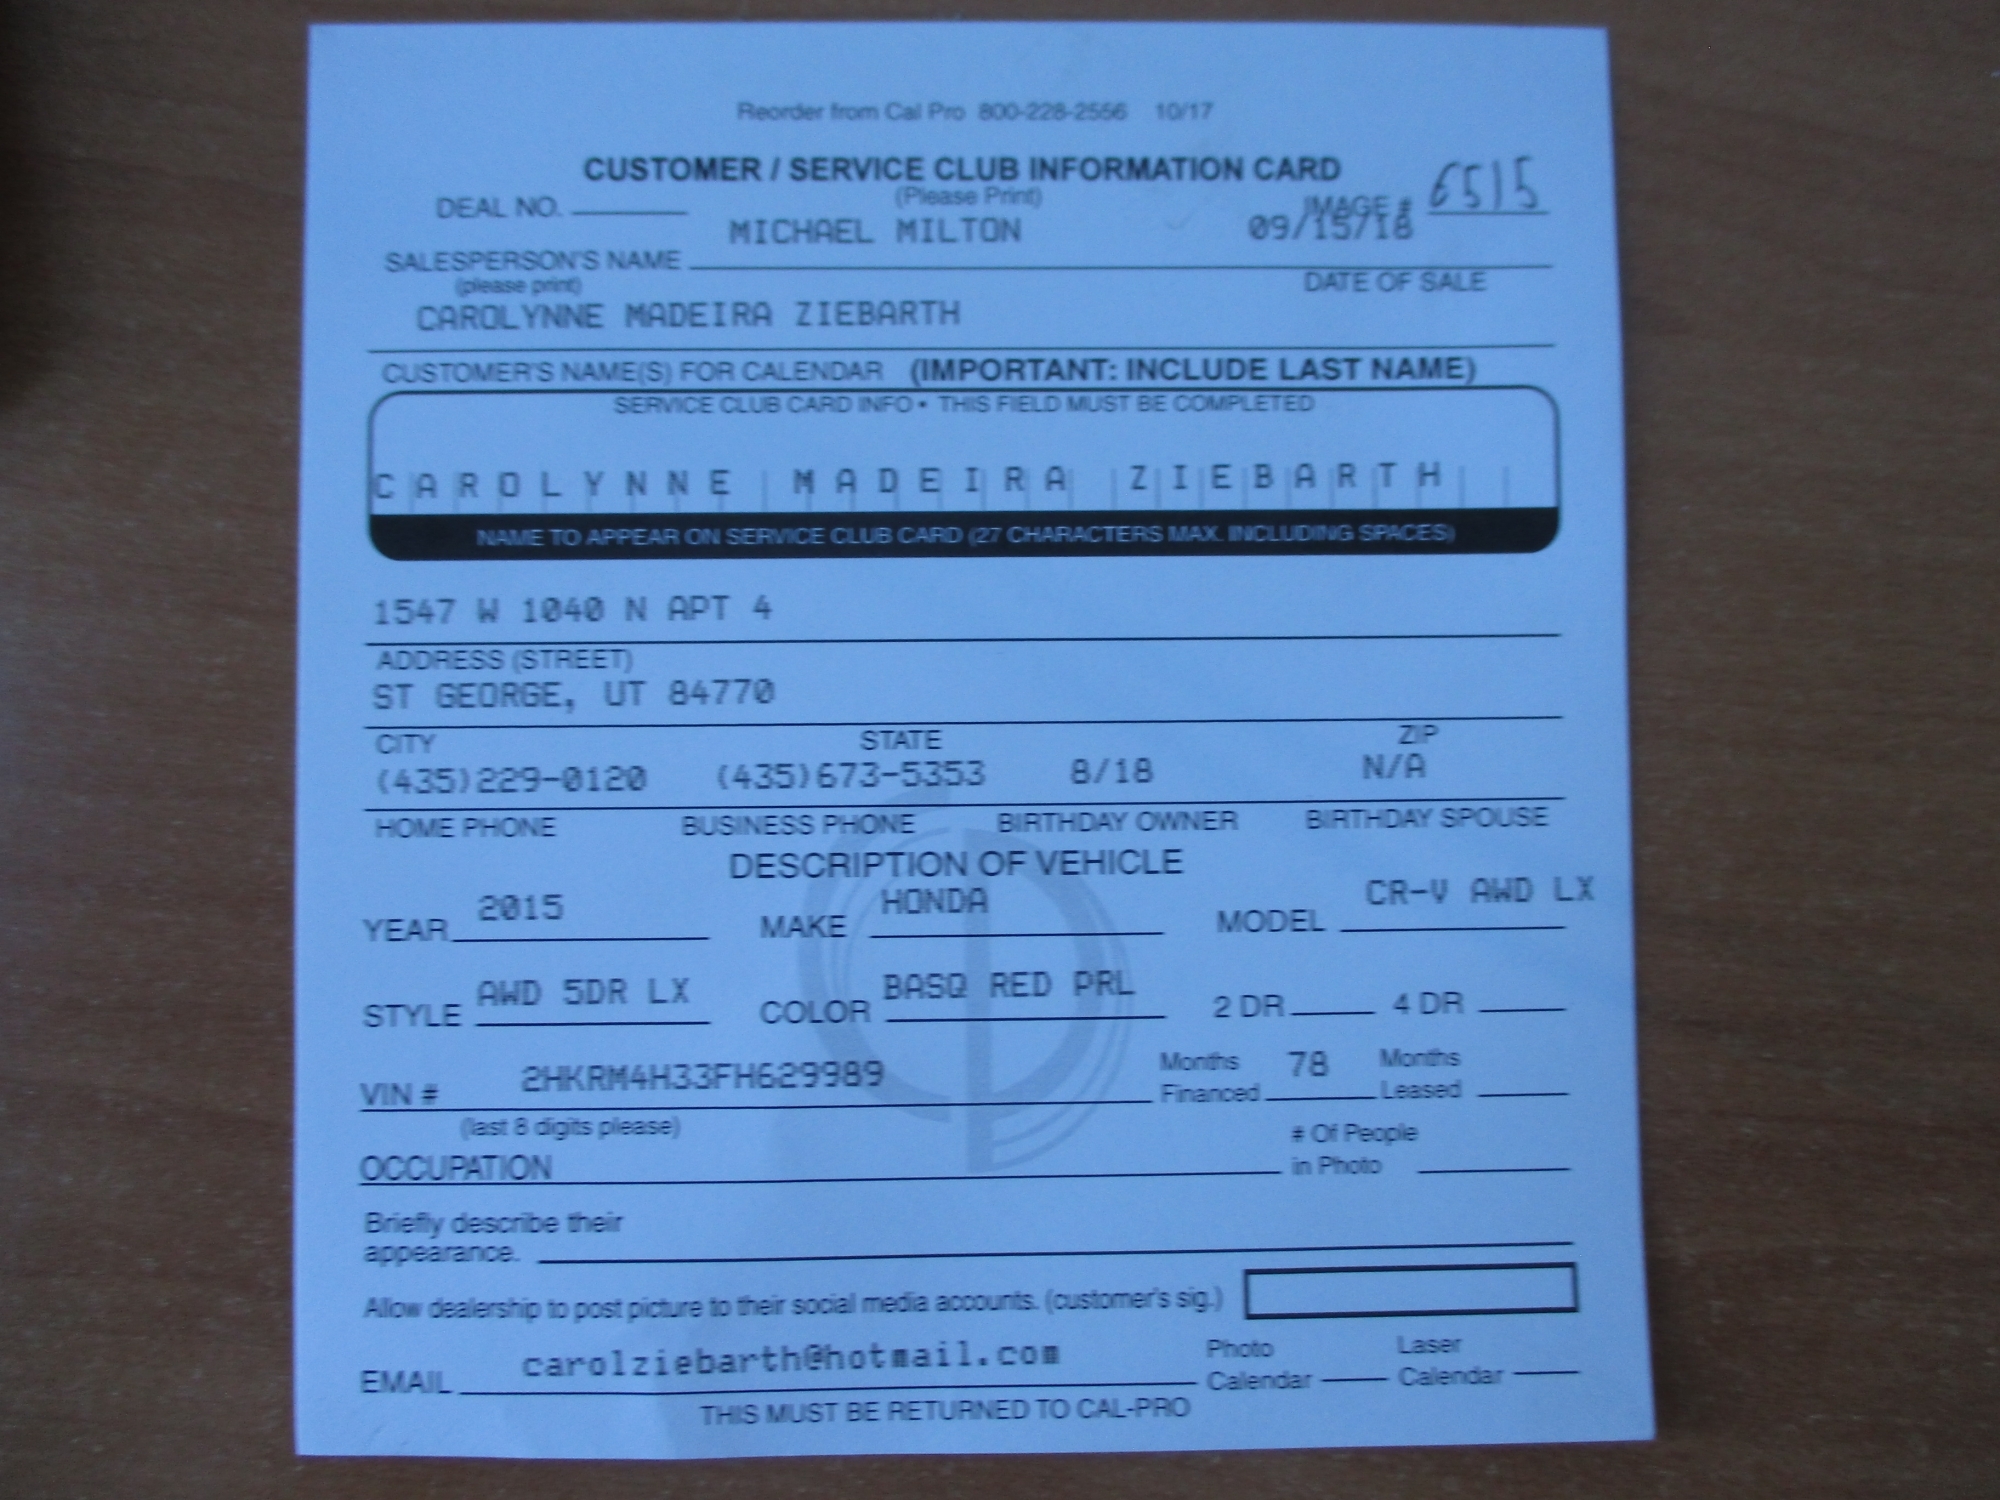 Reorder from Cal Pro 800-228-2556 10/17
CUSTOMER / SERVICE CLUB INFORMATION CARD
(Please Print)
DEAL NO. IMAGE # 6515
MICHAEL MILTON 09/15/18
SALESPERSON'S NAME DATE OF SALE
(please print)
CAROLYNNE MADEIRA ZIEBARTH
CUSTOMER'S NAME(S) FOR CALENDAR (IMPORTANT: INCLUDE LAST NAME)
SERVICE CLUB CARD INFO • THIS FIELD MUST BE COMPLETED
CAROLYNNE MADEIRA ZIEBARTH
NAME TO APPEAR ON SERVICE CLUB CARD (27 CHARACTERS MAX. INCLUDING SPACES)
1547 W 1040 N APT 4
ADDRESS (STREET)
ST GEORGE, UT 84770
CITY STATE ZIP
(435)229-0120 (435)673-5353 8/18 N/A
HOME PHONE BUSINESS PHONE BIRTHDAY OWNER BIRTHDAY SPOUSE
DESCRIPTION OF VEHICLE
YEAR 2015 MAKE HONDA MODEL CR-V AWD LX
STYLE AWD 5DR LX COLOR BASQ RED PRL 2 DR 4 DR
VIN # 2HKRM4H33FH629989 Months Financed 78 Months Leased
(last 8 digits please)
OCCUPATION # Of People in Photo
Briefly describe their
appearance.
Allow dealership to post picture to their social media accounts. (customer's sig.)
EMAIL carolziebarth@hotmail.com Photo Calendar Laser Calendar
THIS MUST BE RETURNED TO CAL-PRO